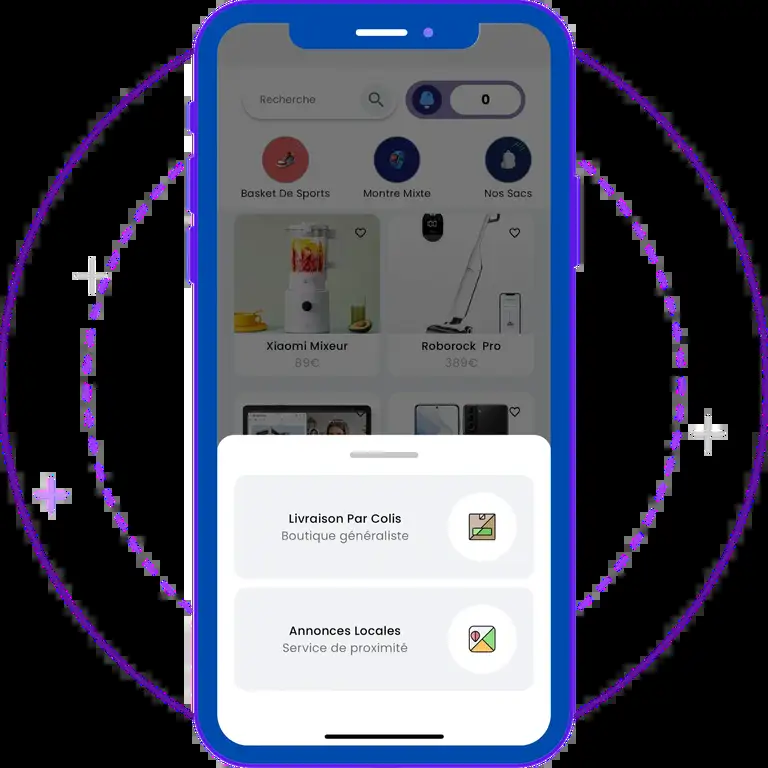 Recherche
0
Basket De Sports
Montre Mixte
Nos Sacs
Xiaomi Mixeur
89€
Roborock Pro
389€
Livraison Par Colis
Boutique généraliste
Annonces Locales
Service de proximité